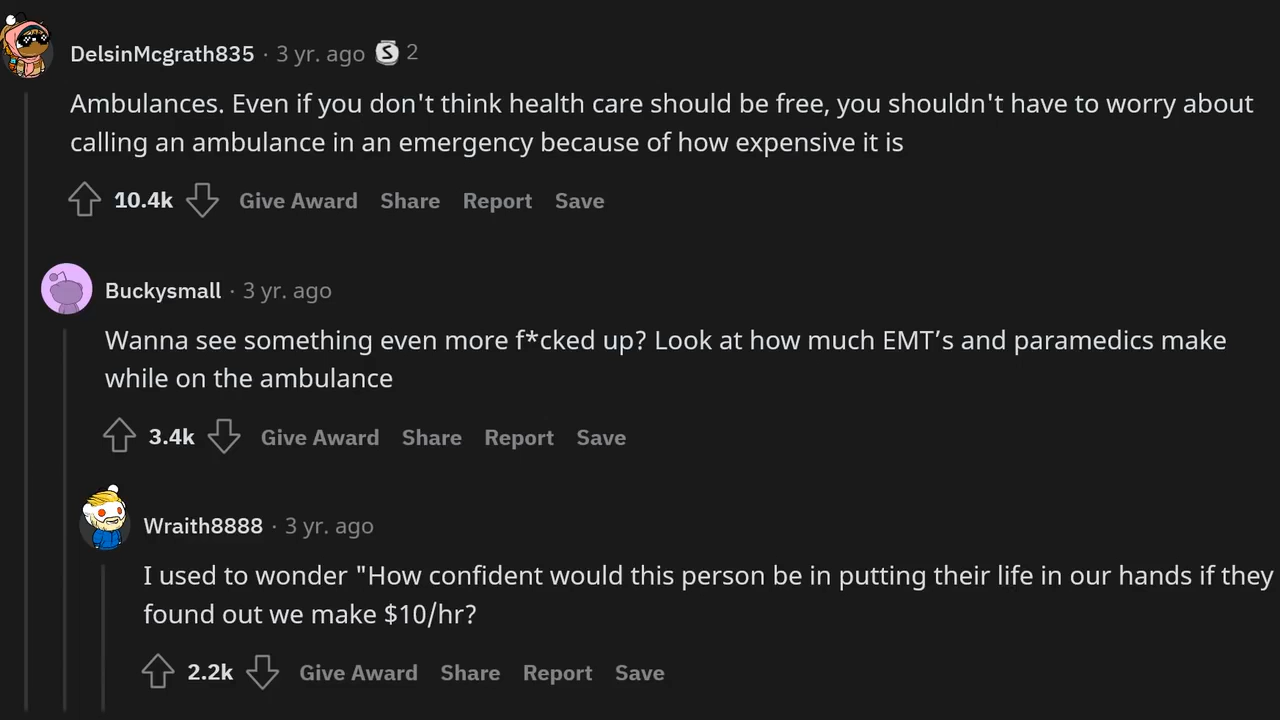 DelsinMcgrath835 · 3 yr. ago S 2
Ambulances. Even if you don't think health care should be free, you shouldn't have to worry about
calling an ambulance in an emergency because of how expensive it is
10.4k Give Award Share Report Save
Buckysmall · 3 yr. ago
Wanna see something even more f*cked up? Look at how much EMT’s and paramedics make
while on the ambulance
3.4k Give Award Share Report Save
Wraith8888 · 3 yr. ago
I used to wonder "How confident would this person be in putting their life in our hands if they
found out we make $10/hr?
2.2k Give Award Share Report Save